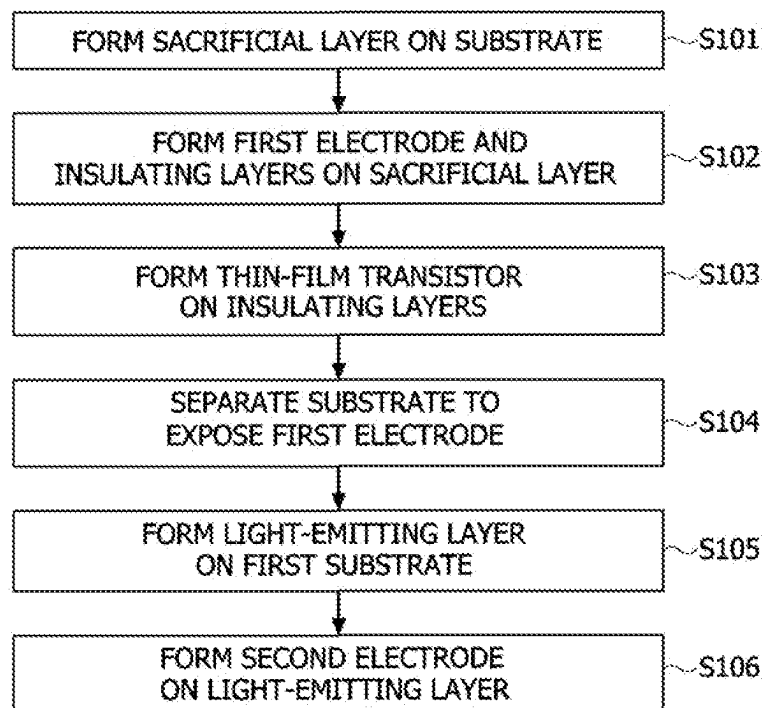 FORM SACRIFICIAL LAYER ON SUBSTRATE
S101
FORM FIRST ELECTRODE AND
INSULATING LAYERS ON SACRIFICIAL LAYER
S102
FORM THIN-FILM TRANSISTOR
ON INSULATING LAYERS
S103
SEPARATE SUBSTRATE TO
EXPOSE FIRST ELECTRODE
S104
FORM LIGHT-EMITTING LAYER
ON FIRST SUBSTRATE
S105
FORM SECOND ELECTRODE
ON LIGHT-EMITTING LAYER
S106